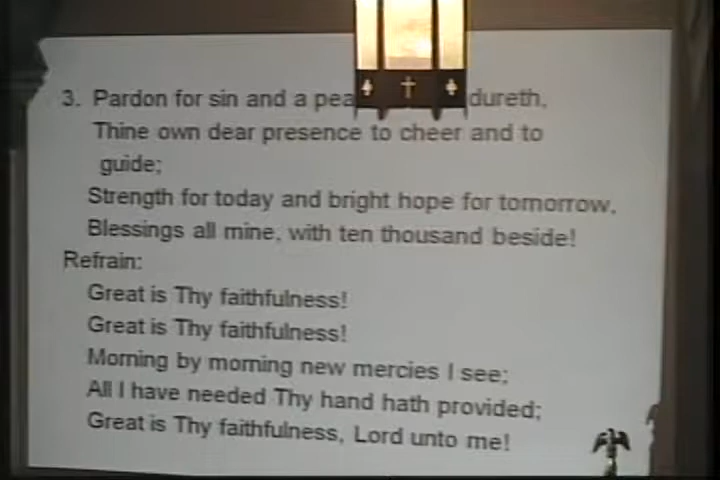 3. Pardon for sin and a pea dureth,
Thine own dear presence to cheer and to
guide;
Strength for today and bright hope for tomorrow,
Blessings all mine, with ten thousand beside!
Refrain:
Great is Thy faithfulness!
Great is Thy faithfulness!
Morning by morning new mercies I see;
All I have needed Thy hand hath provided;
Great is Thy faithfulness, Lord unto me!